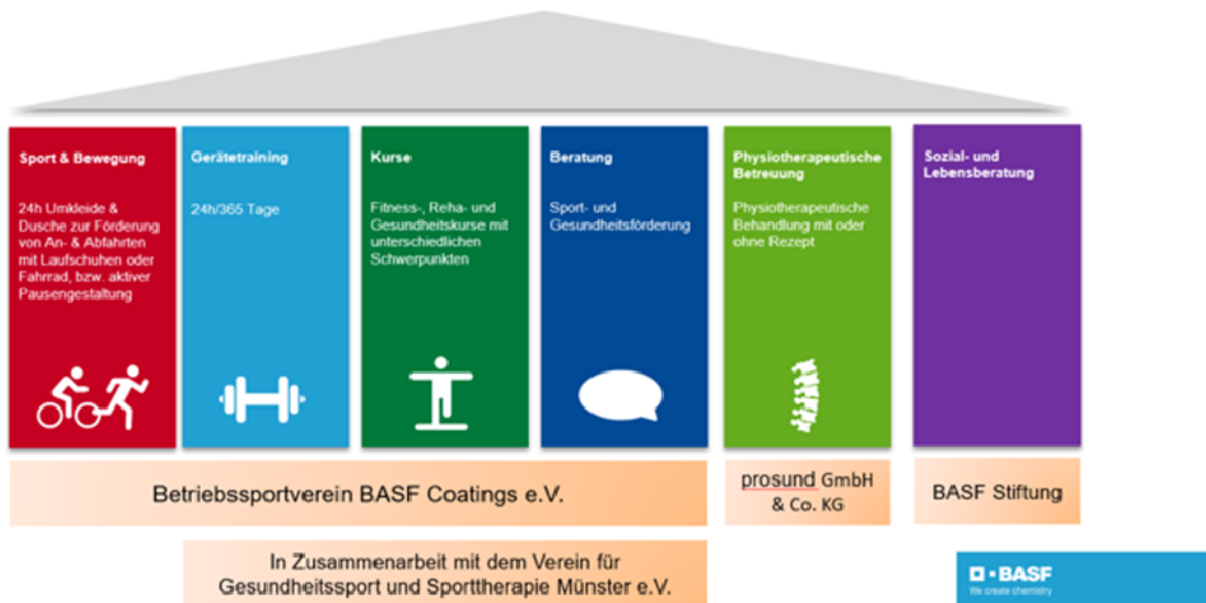 Sport & Bewegung
24h Umkleide &
Dusche zur Förderung
von An- & Abfahrten
mit Laufschuhen oder
Fahrrad, bzw. aktiver
Pausengestaltung
Gerätetraining
24h/365 Tage
Kurse
Fitness-, Reha- und
Gesundheitskurse mit
unterschiedlichen
Schwerpunkten
Beratung
Sport- und
Gesundheitsförderung
Physiotherapeutische
Betreuung
Physiotherapeutische
Behandlung mit oder
ohne Rezept
Sozial- und
Lebensberatung
Betriebssportverein BASF Coatings e.V.
prosund GmbH
& Co. KG
BASF Stiftung
In Zusammenarbeit mit dem Verein für
Gesundheitssport und Sporttherapie Münster e.V.
BASF
We create chemistry